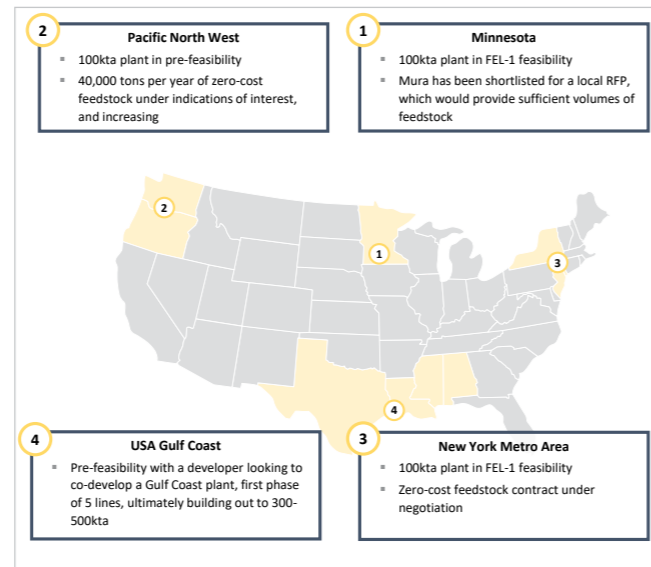 2
Pacific North West
▪ 100kta plant in pre-feasibility
▪ 40,000 tons per year of zero-cost
feedstock under indications of interest,
and increasing
1
Minnesota
▪ 100kta plant in FEL-1 feasibility
▪ Mura has been shortlisted for a local RFP,
which would provide sufficient volumes of
feedstock
2
1
3
4
4
USA Gulf Coast
▪ Pre-feasibility with a developer looking to
co-develop a Gulf Coast plant, first phase
of 5 lines, ultimately building out to 300-
500kta
3
New York Metro Area
▪ 100kta plant in FEL-1 feasibility
▪ Zero-cost feedstock contract under
negotiation